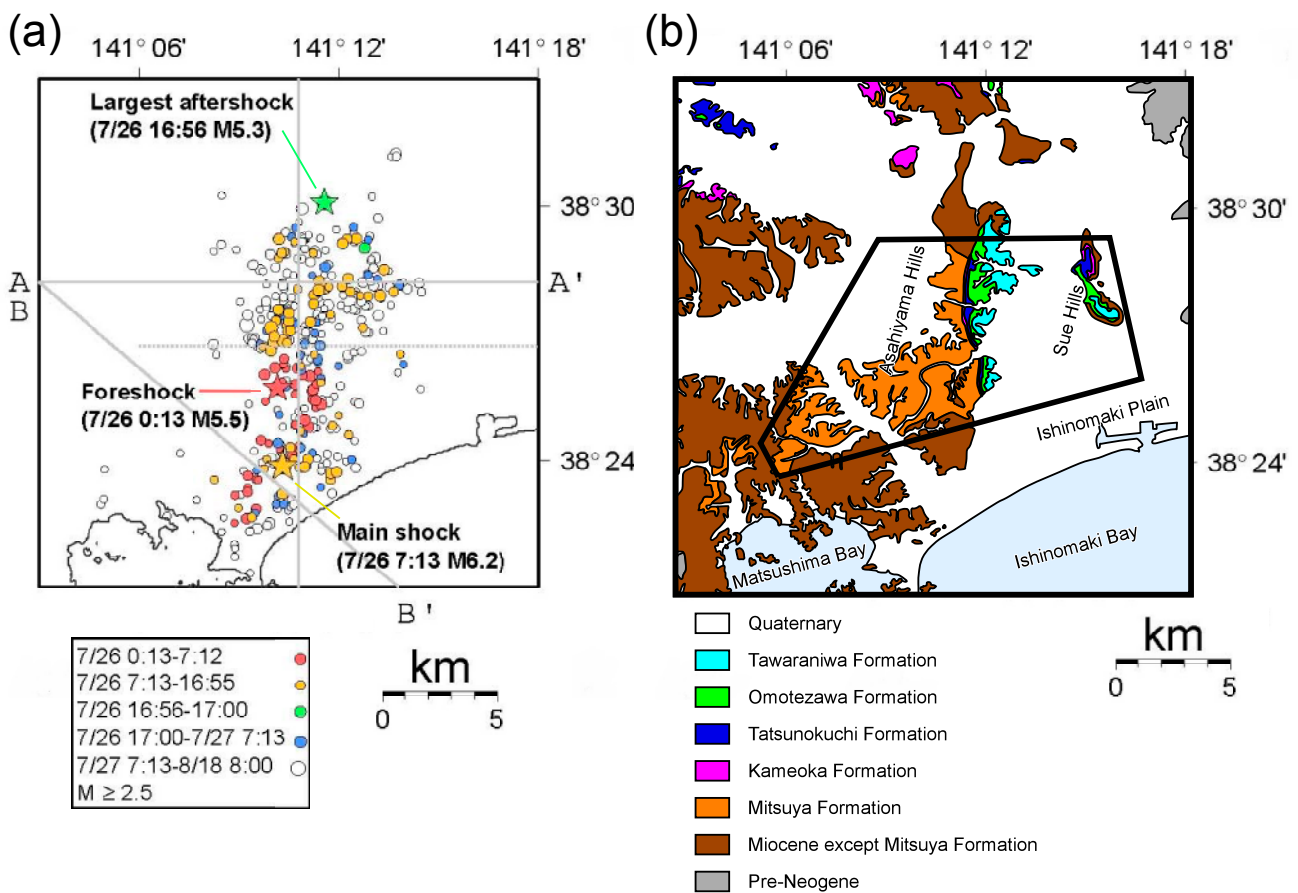 (a)
141° 06'
141° 12'
141° 18'
Largest aftershock
(7/26 16:56 M5.3)
38° 30
A
A'
B
Foreshock
(7/26 0:13 M5.5)
38° 24
Main shock
(7/26 7:13 M6.2)
B'
7/26 0:13-7.12
7/26 7:13-16:55
7/26 16:56-17:00
7/26 17:00-7/27 7:13
7/27 7:13-8/18 8:00
M ≥ 2.5
km
0 5
(b)
141° 06'
141° 12'
141° 18'
38° 30'
Asahiyama Hills
Sue Hills
Ishinomaki Plain
38° 24'
Matsushima Bay
Ishinomaki Bay
Quaternary
Tawaraniwa Formation
Omotezawa Formation
Tatsunokuchi Formation
Kameoka Formation
Mitsuya Formation
Miocene except Mitsuya Formation
Pre-Neogene
km
0 5